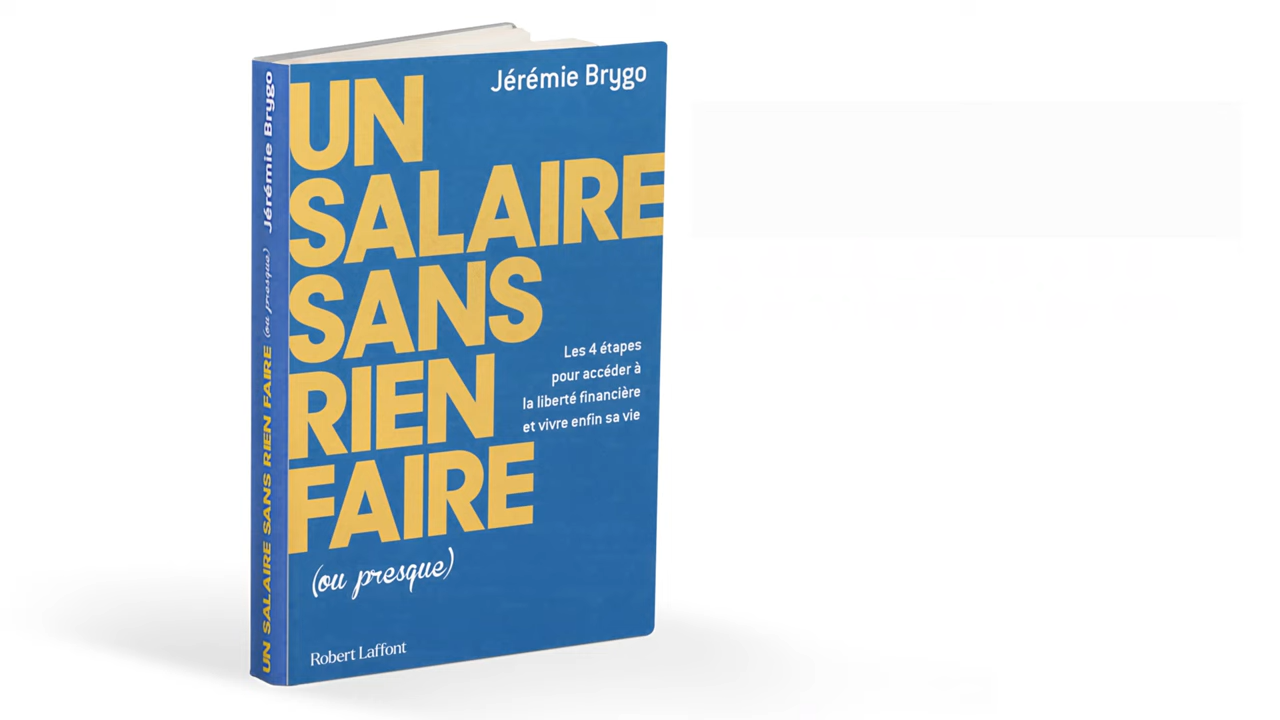 Jérémie Brygo
UN
SALAIRE
SANS
RIEN
FAIRE
(ou presque)
Les 4 étapes
pour accéder à
la liberté financière
et vivre enfin sa vie
Robert Laffont
UN SALAIRE SANS RIEN FAIRE (ou presque) Jérémie Brygo